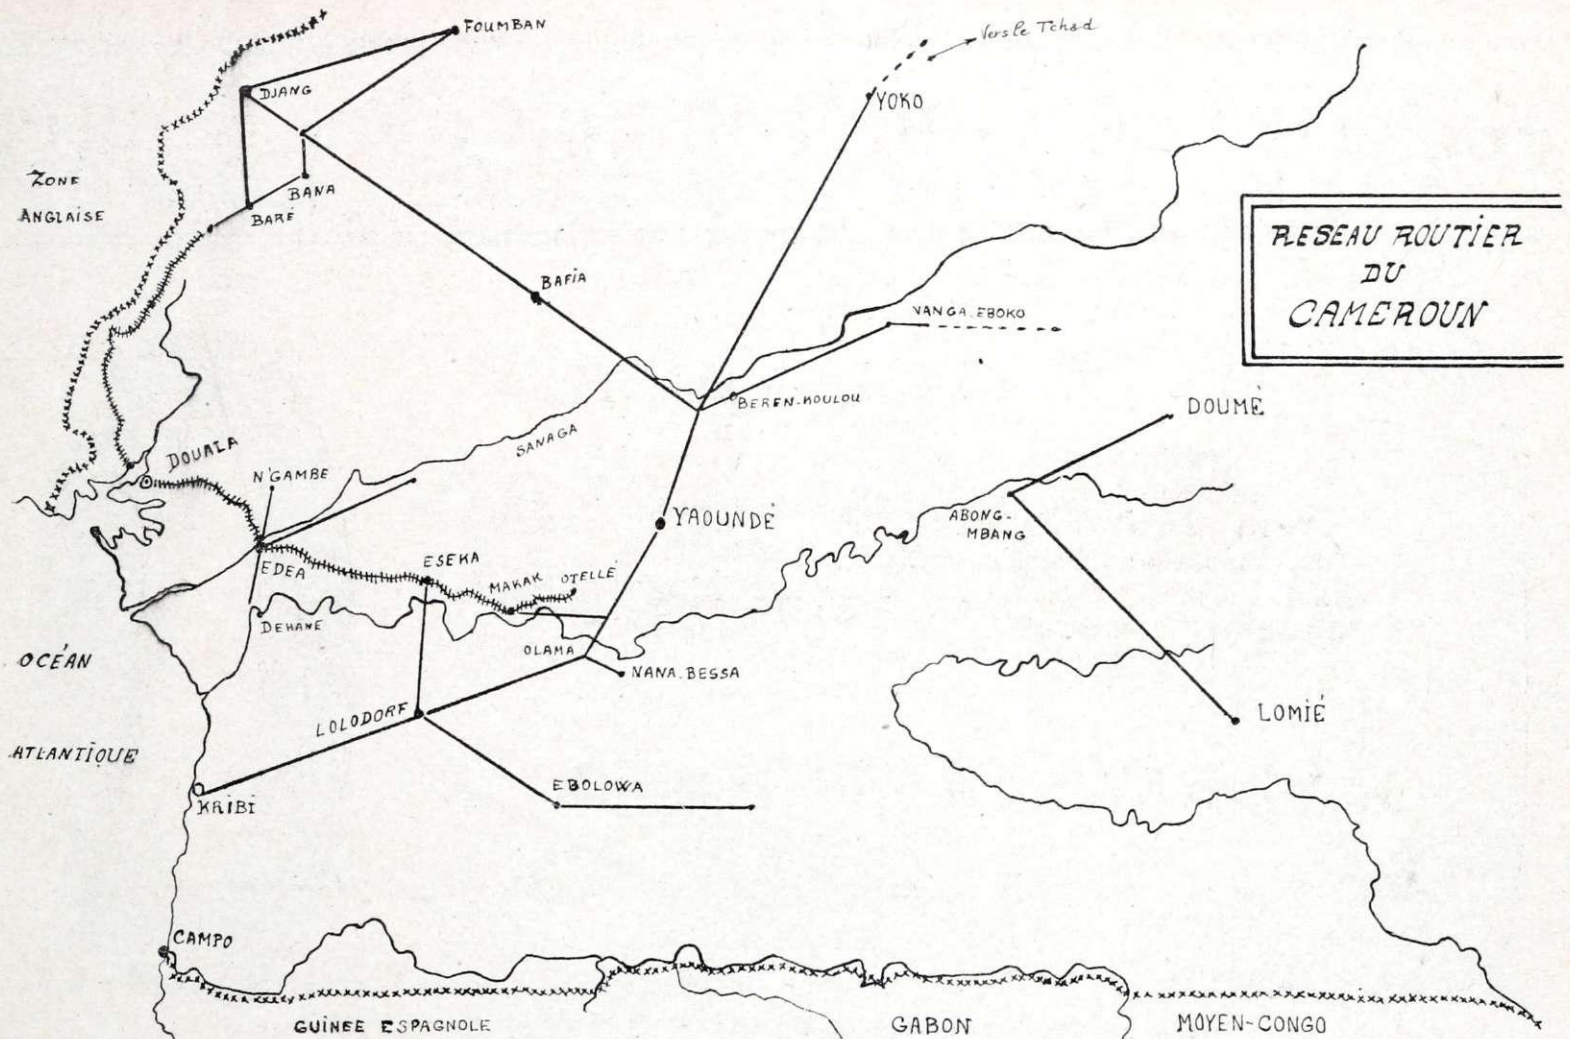 FOUMBAN
Vers le Tchad
DJANG
YOKO
ZONE
ANGLAISE
BANA
BARÉ
RESEAU ROUTIER
DU
CAMEROUN
BAFIA
NANGA.EBOKO
BEREN-KOULOU
DOUMÉ
SANAGA
DOUALA
N'GAMBE
YAOUNDÉ
ABONG-
MBANG
EDEA
ESEKA
MAKAK
OTELLÉ
DEHANE
OLAMA
NANA.BESSA
OCÉAN
ATLANTIQUE
LOLODORF
LOMIÉ
KRIBI
EBOLOWA
CAMPO
GUINEE ESPAGNOLE
GABON
MOYEN-CONGO